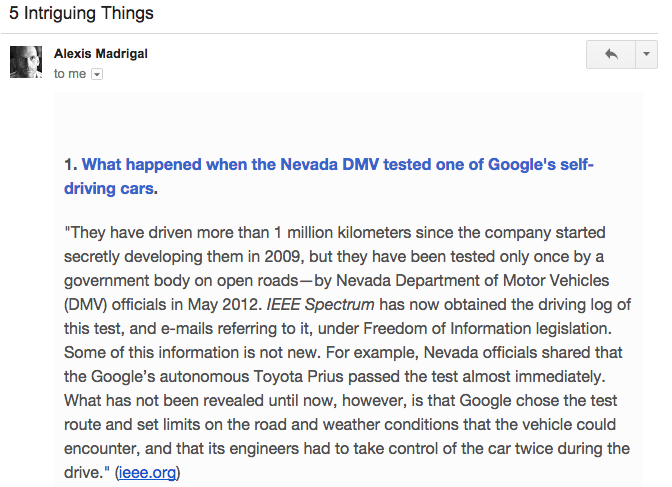 5 Intriguing Things
Alexis Madrigal
to me
1. What happened when the Nevada DMV tested one of Google's self-
driving cars.
"They have driven more than 1 million kilometers since the company started
secretly developing them in 2009, but they have been tested only once by a
government body on open roads—by Nevada Department of Motor Vehicles
(DMV) officials in May 2012. IEEE Spectrum has now obtained the driving log of
this test, and e-mails referring to it, under Freedom of Information legislation.
Some of this information is not new. For example, Nevada officials shared that
the Google’s autonomous Toyota Prius passed the test almost immediately.
What has not been revealed until now, however, is that Google chose the test
route and set limits on the road and weather conditions that the vehicle could
encounter, and that its engineers had to take control of the car twice during the
drive." (ieee.org)